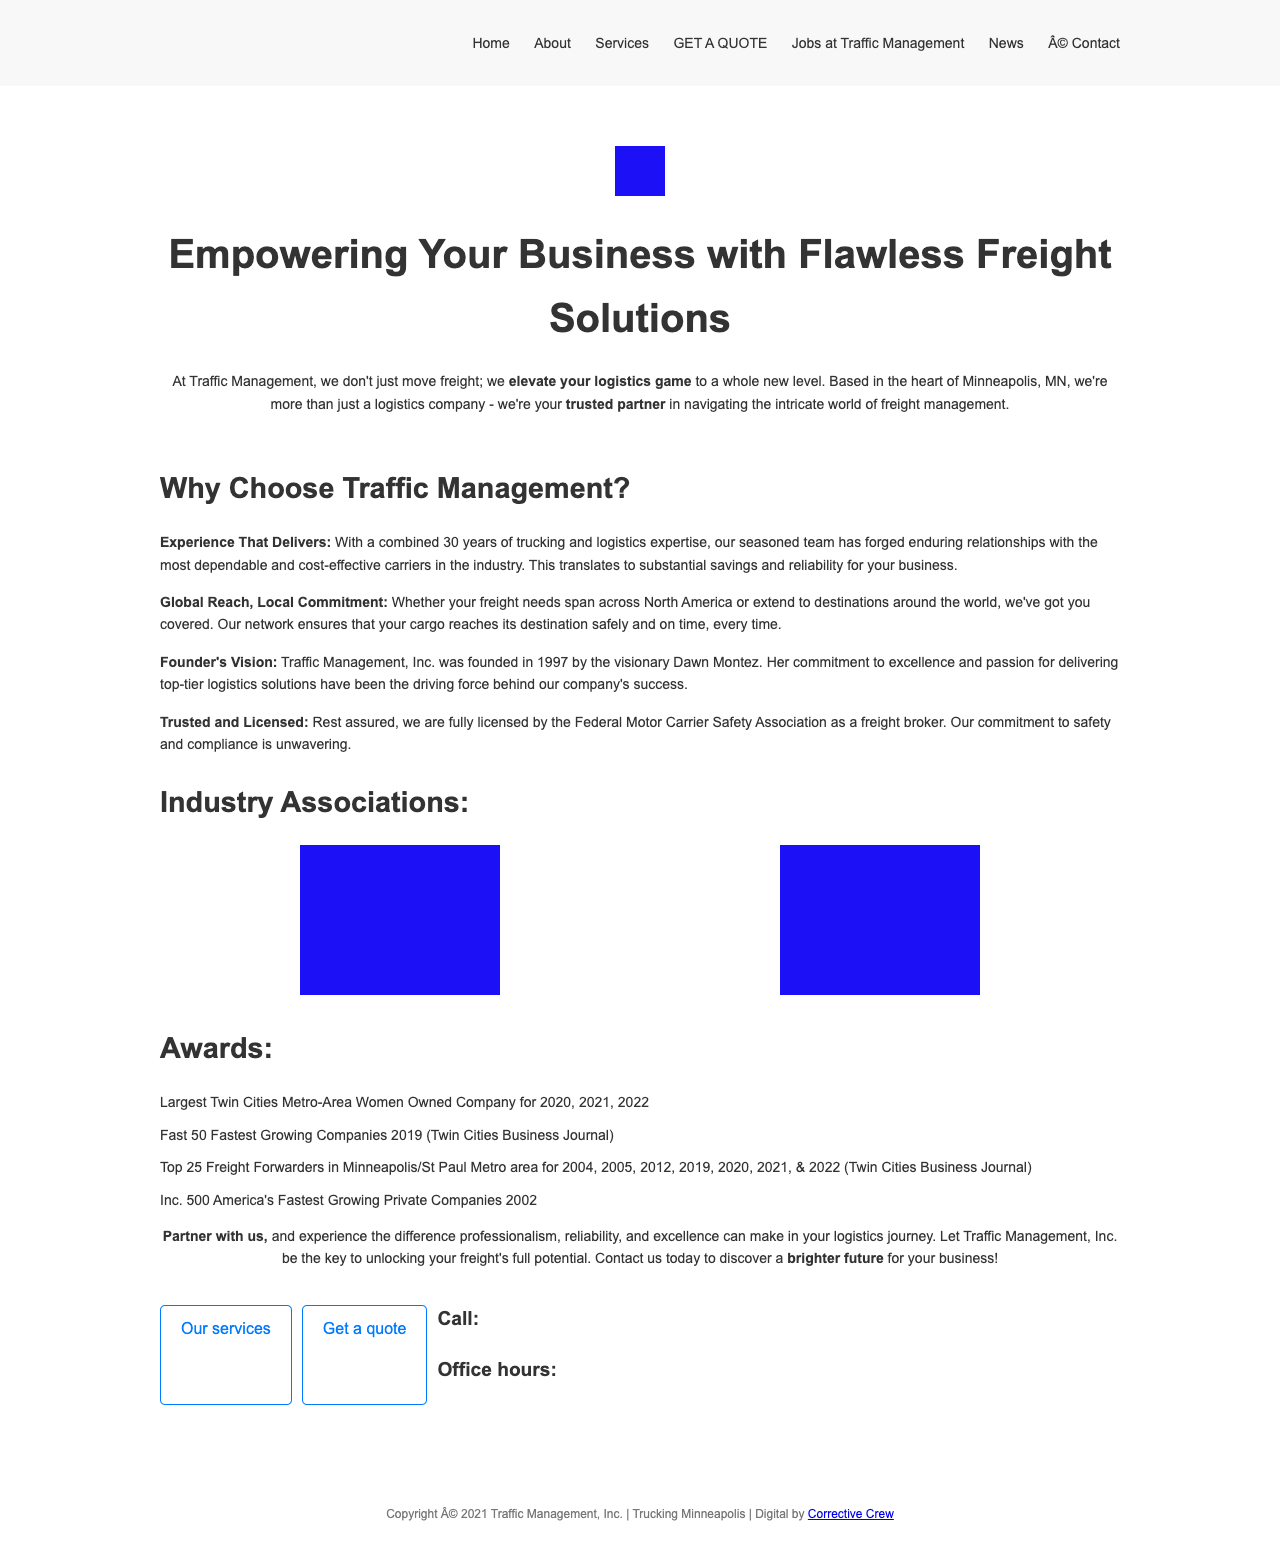 Home About Services GET A QUOTE Jobs at Traffic Management News Â© Contact
Empowering Your Business with Flawless Freight
Solutions
At Traffic Management, we don't just move freight; we elevate your logistics game to a whole new level. Based in the heart of Minneapolis, MN, we're
more than just a logistics company - we're your trusted partner in navigating the intricate world of freight management.
Why Choose Traffic Management?
Experience That Delivers: With a combined 30 years of trucking and logistics expertise, our seasoned team has forged enduring relationships with the
most dependable and cost-effective carriers in the industry. This translates to substantial savings and reliability for your business.
Global Reach, Local Commitment: Whether your freight needs span across North America or extend to destinations around the world, we've got you
covered. Our network ensures that your cargo reaches its destination safely and on time, every time.
Founder's Vision: Traffic Management, Inc. was founded in 1997 by the visionary Dawn Montez. Her commitment to excellence and passion for delivering
top-tier logistics solutions have been the driving force behind our company's success.
Trusted and Licensed: Rest assured, we are fully licensed by the Federal Motor Carrier Safety Association as a freight broker. Our commitment to safety
and compliance is unwavering.
Industry Associations:
Awards:
Largest Twin Cities Metro-Area Women Owned Company for 2020, 2021, 2022
Fast 50 Fastest Growing Companies 2019 (Twin Cities Business Journal)
Top 25 Freight Forwarders in Minneapolis/St Paul Metro area for 2004, 2005, 2012, 2019, 2020, 2021, & 2022 (Twin Cities Business Journal)
Inc. 500 America's Fastest Growing Private Companies 2002
Partner with us, and experience the difference professionalism, reliability, and excellence can make in your logistics journey. Let Traffic Management, Inc.
be the key to unlocking your freight's full potential. Contact us today to discover a brighter future for your business!
Our services
Get a quote
Call:
Office hours:
Copyright Â© 2021 Traffic Management, Inc. | Trucking Minneapolis | Digital by Corrective Crew